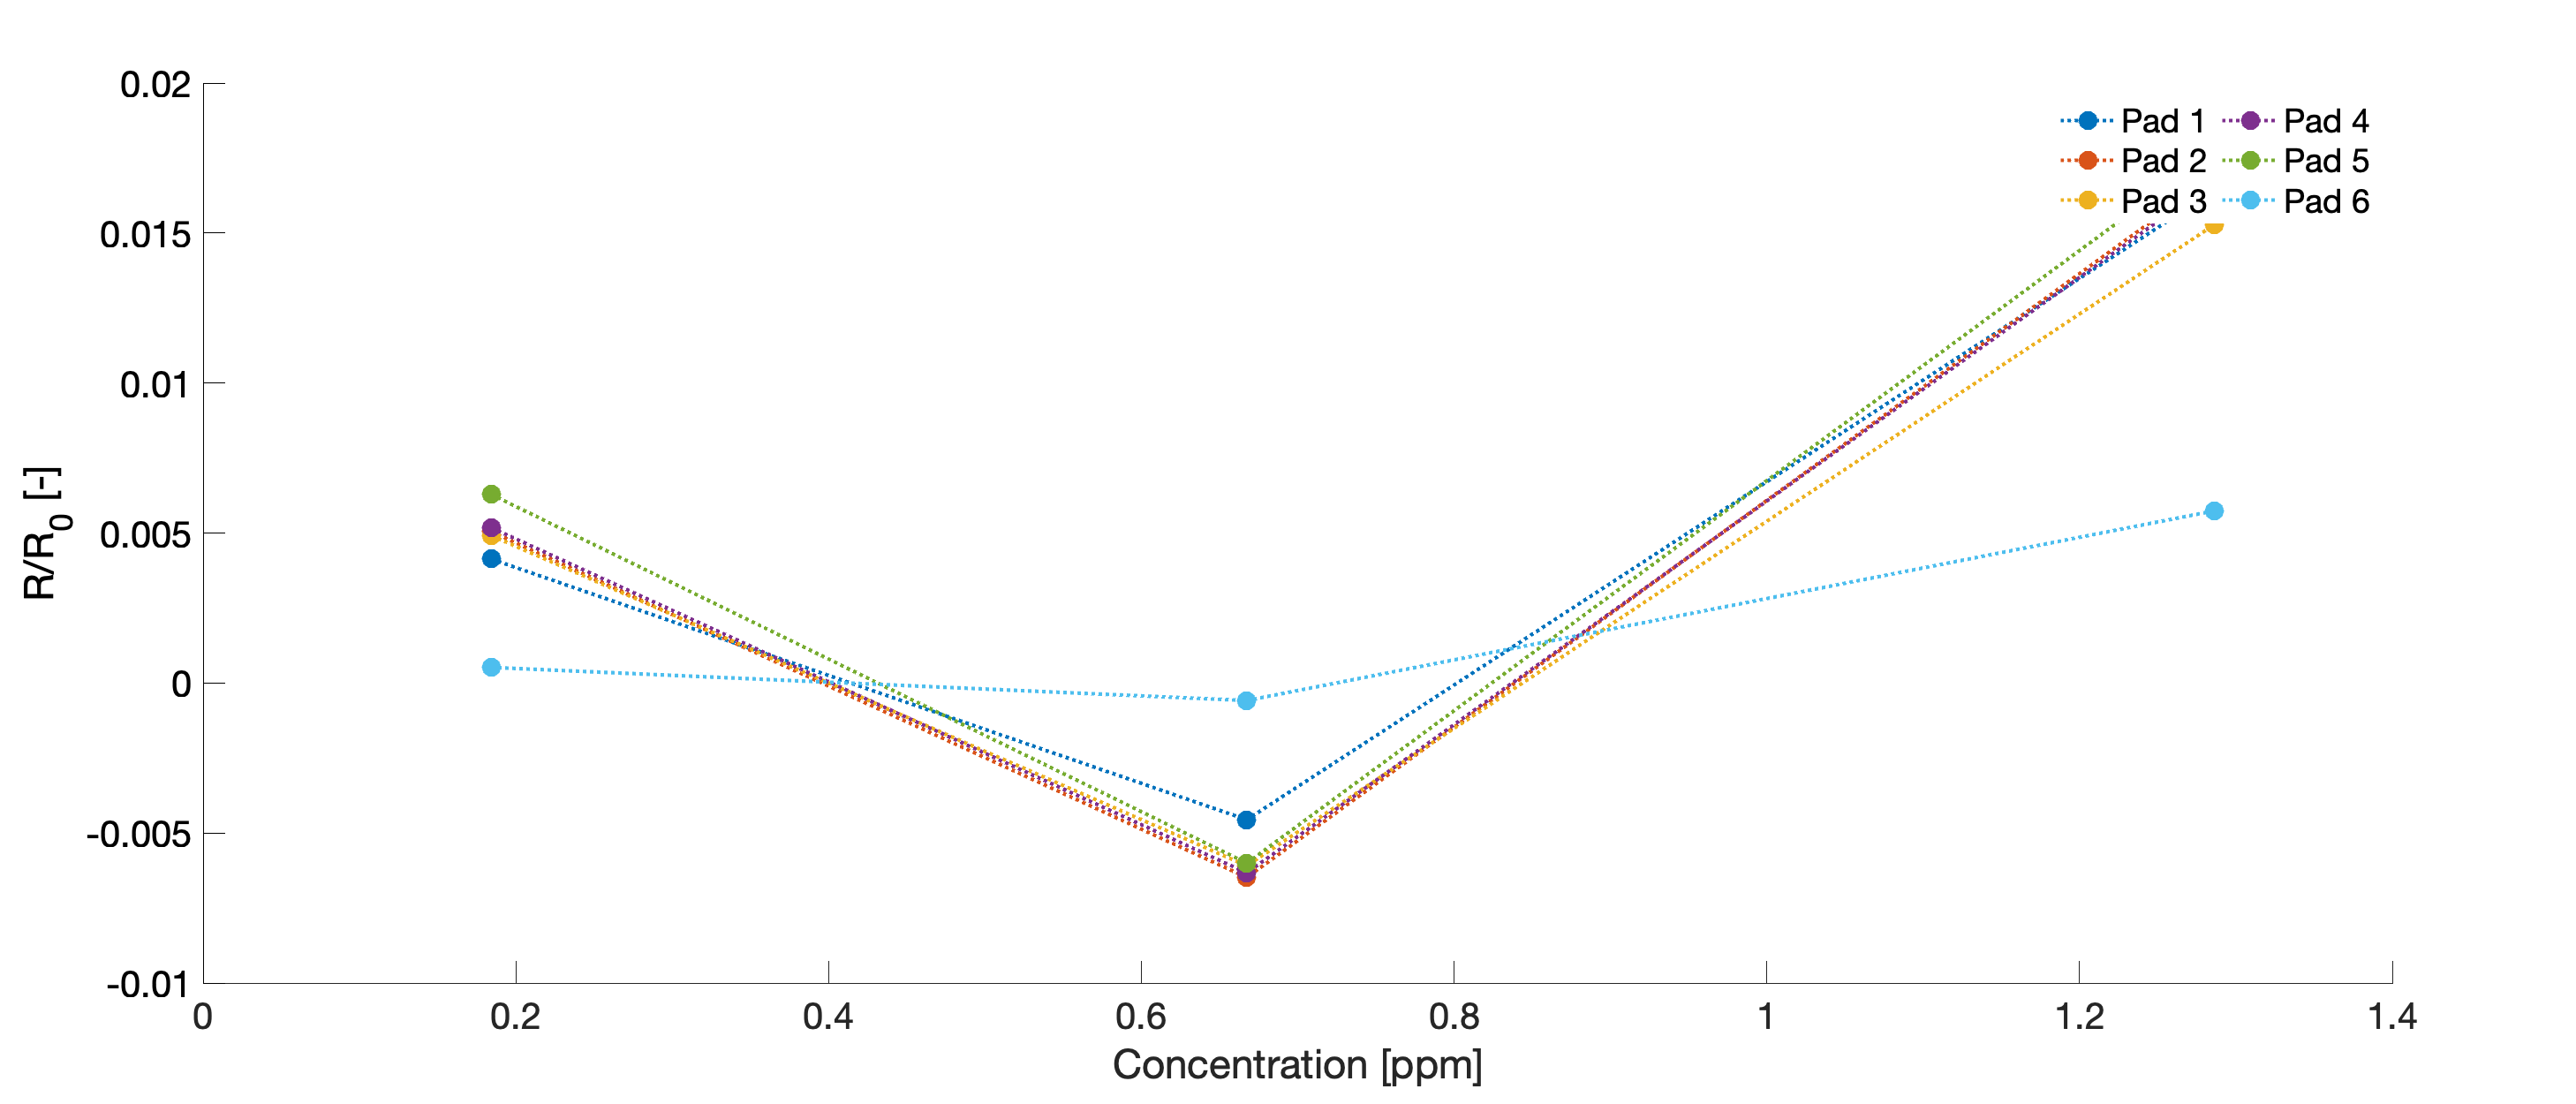 0.02
0.015
0.01
0.005
0
-0.005
-0.01
R/R0 [-]
0 0.2 0.4 0.6 0.8 1 1.2 1.4
Concentration [ppm]
Pad 1 Pad 4
Pad 2 Pad 5
Pad 3 Pad 6